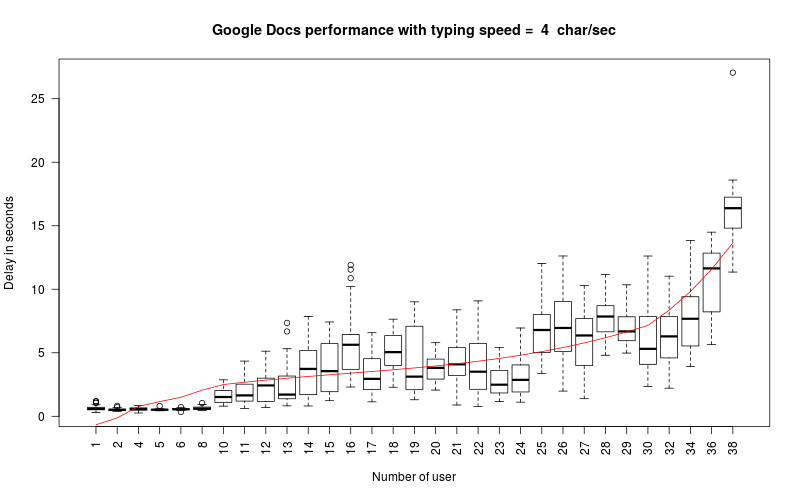 Google Docs performance with typing speed = 4 char/sec
Delay in seconds
25
20
15
10
5
0
1 2 4 5 6 8 10 11 12 13 14 15 16 17 18 19 20 21 22 23 24 25 26 27 28 29 30 32 34 36 38
Number of user